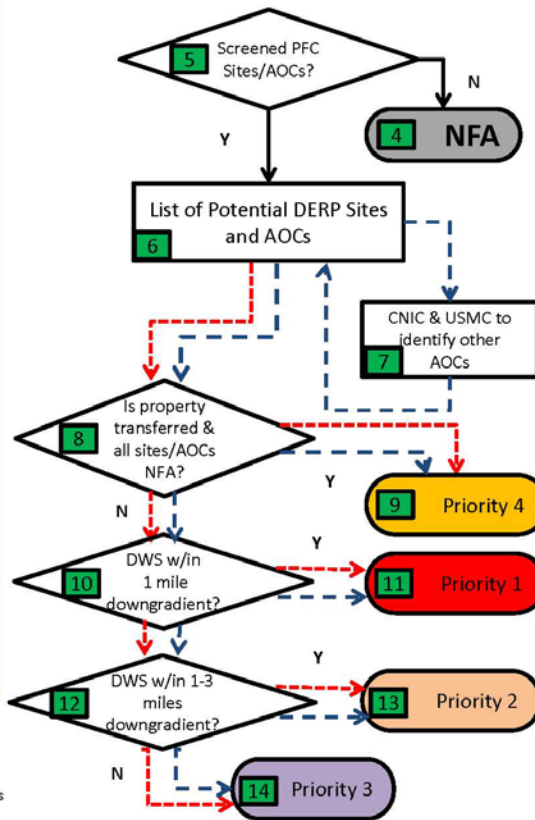 5
Screened PFC
Sites/AOCs?
N
Y
4
NFA
List of Potential DERP Sites
and AOCs
6
CNIC & USMC to
identify other
AOCs
7
Is property
transferred &
all sites/AOCs
NFA?
8
Y
N
9
Priority 4
DWS w/in
1 mile
downgradient?
10
Y
11
Priority 1
DWS w/in 1-3
miles
downgradient?
12
Y
13
Priority 2
N
14
Priority 3
s